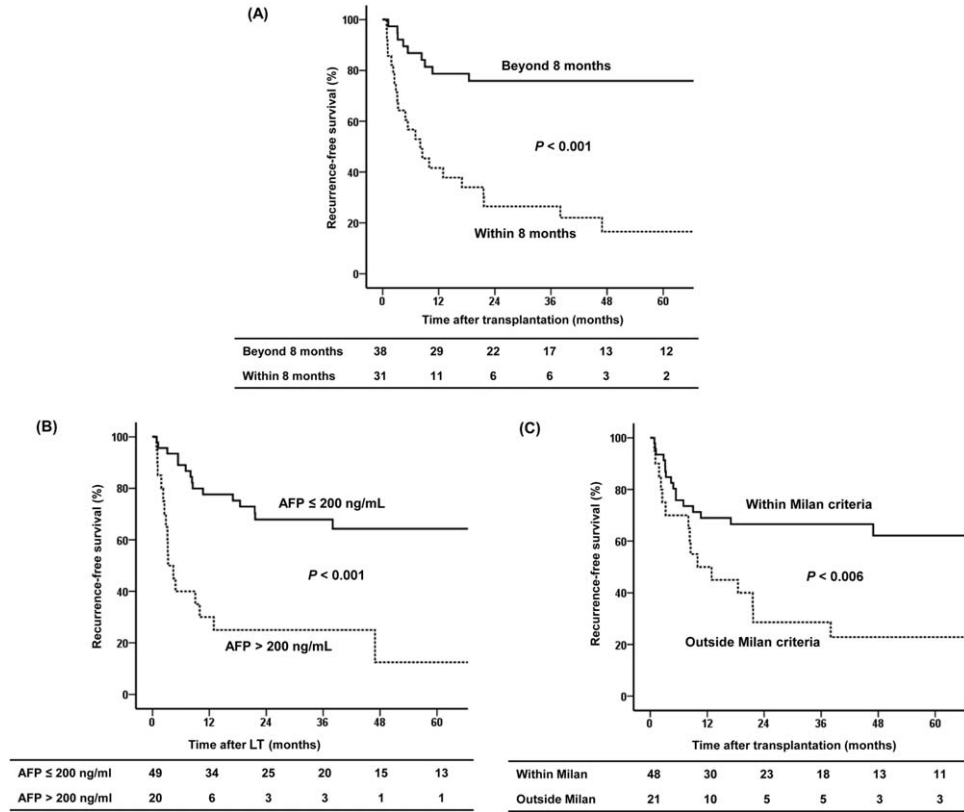 (A)
100
80
60
40
20
0
Recurrence-free survival (%)
Beyond 8 months
P < 0.001
Within 8 months
0 12 24 36 48 60
Time after transplantation (months)
Beyond 8 months 38 29 22 17 13 12
Within 8 months 31 11 6 6 3 2
(B)
100
80
60
40
20
0
Recurrence-free survival (%)
AFP ≤ 200 ng/mL
P < 0.001
AFP > 200 ng/mL
0 12 24 36 48 60
Time after LT (months)
AFP ≤ 200 ng/ml 49 34 25 20 15 13
AFP > 200 ng/ml 20 6 3 3 1 1
(C)
100
80
60
40
20
0
Recurrence-free survival (%)
Within Milan criteria
P < 0.006
Outside Milan criteria
0 12 24 36 48 60
Time after transplantation (months)
Within Milan 48 30 23 18 13 11
Outside Milan 21 10 5 5 3 3